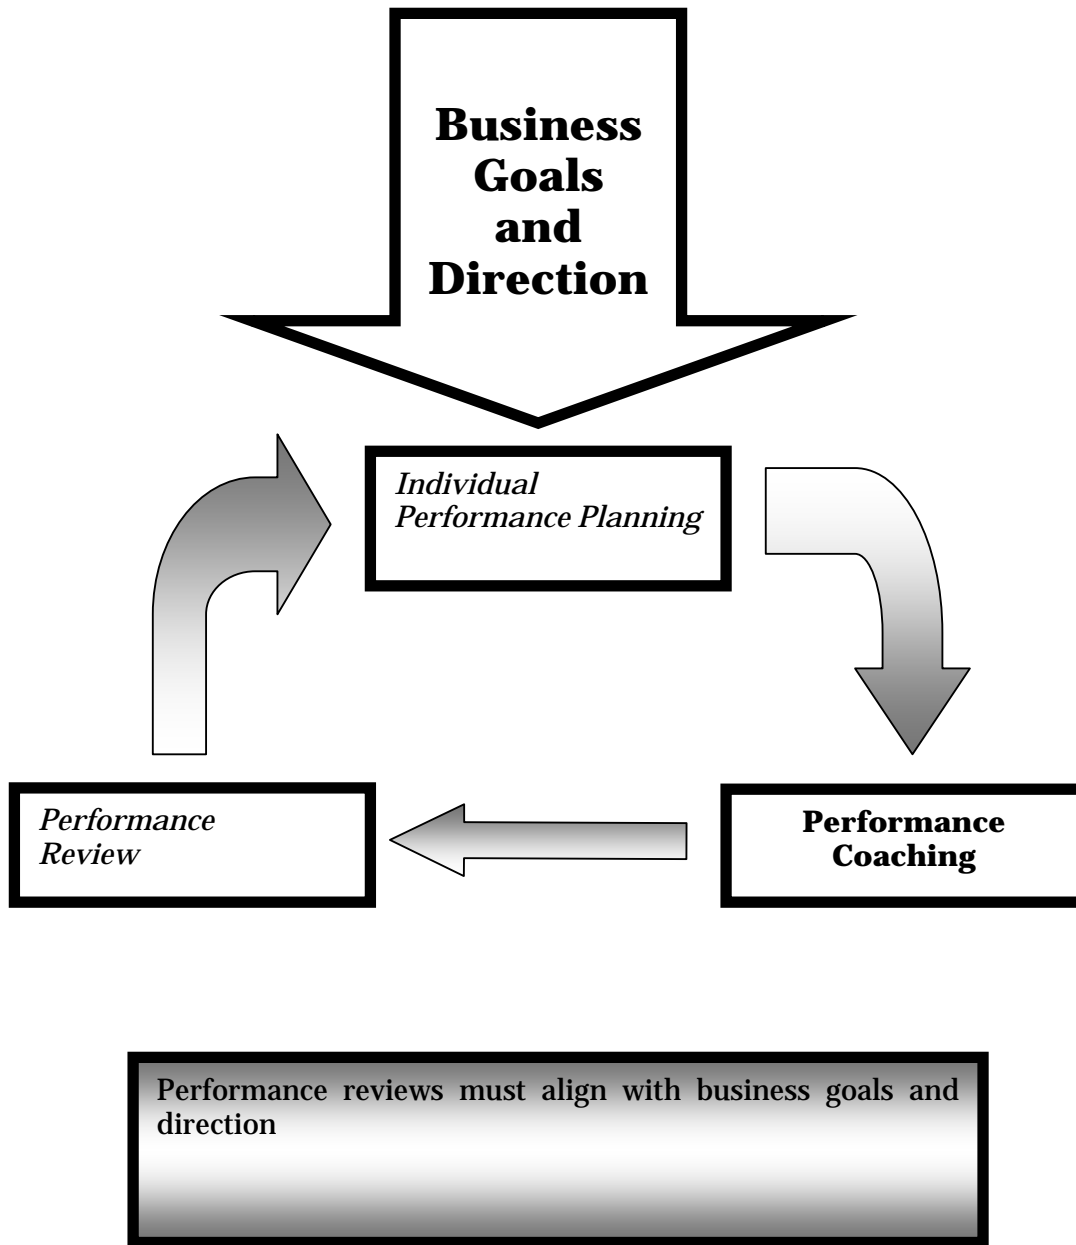 Business
Goals
and
Direction
Individual
Performance Planning
Performance
Review
Performance
Coaching
Performance reviews must align with business goals and
direction